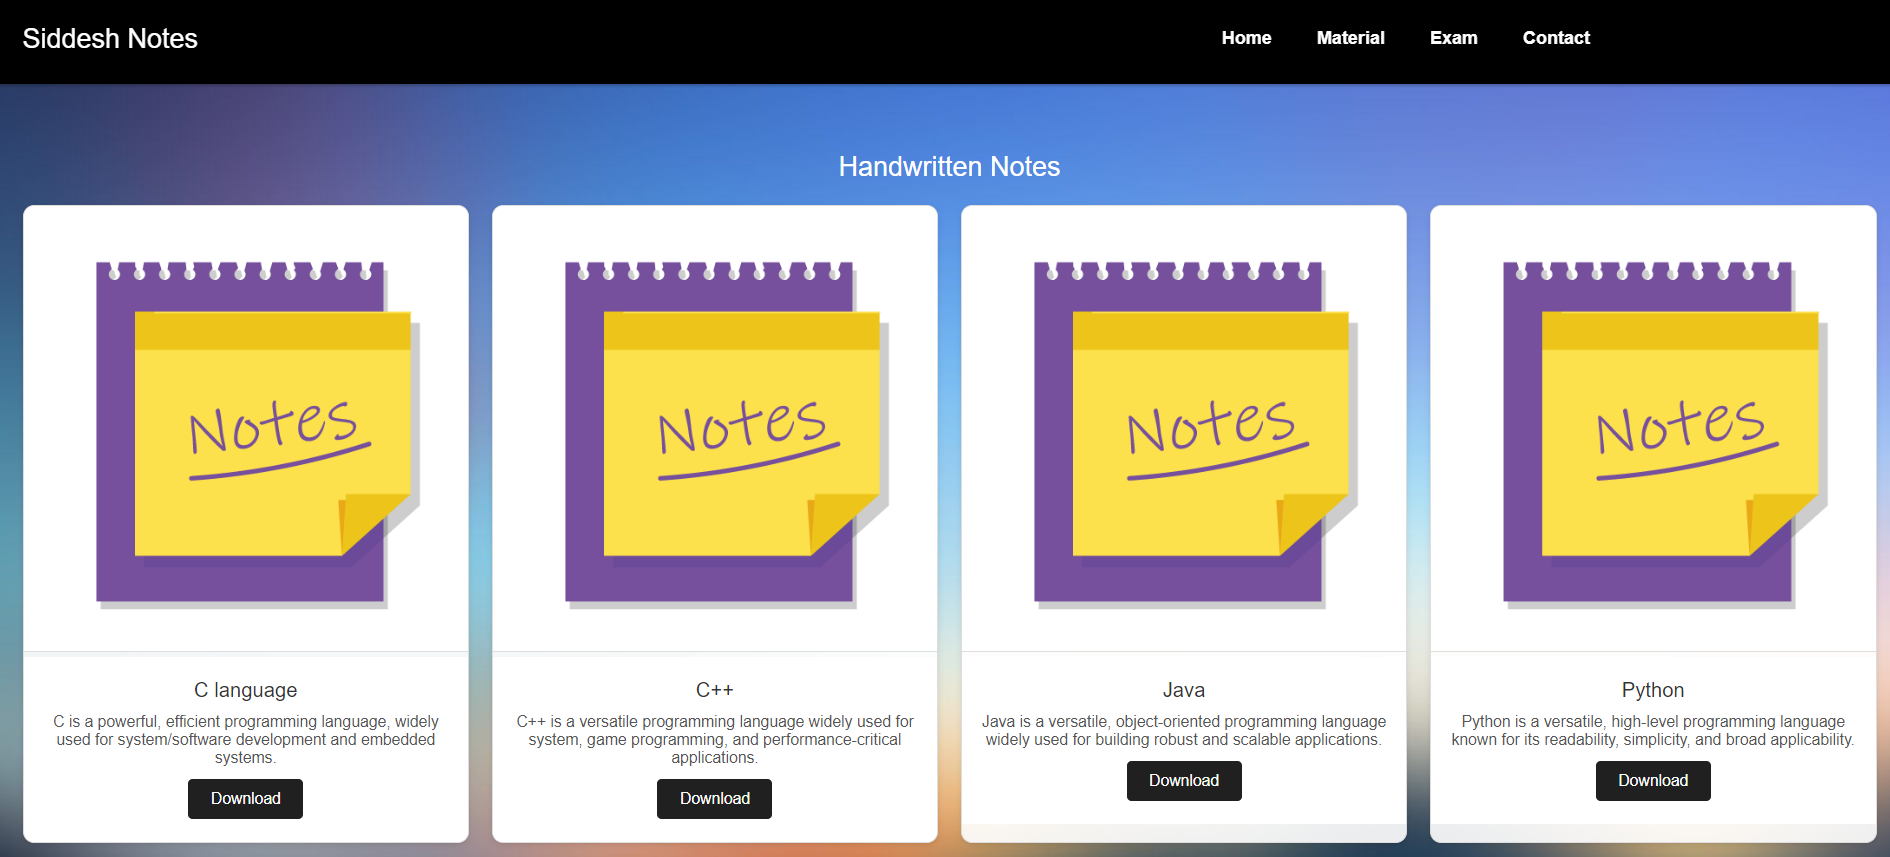 Siddesh Notes
Home Material Exam Contact
Handwritten Notes
Notes
Notes
Notes
Notes
C language
C is a powerful, efficient programming language, widely
used for system/software development and embedded
systems.
Download
C++
C++ is a versatile programming language widely used for
system, game programming, and performance-critical
applications.
Download
Java
Java is a versatile, object-oriented programming language
widely used for building robust and scalable applications.
Download
Python
Python is a versatile, high-level programming language
known for its readability, simplicity, and broad applicability.
Download